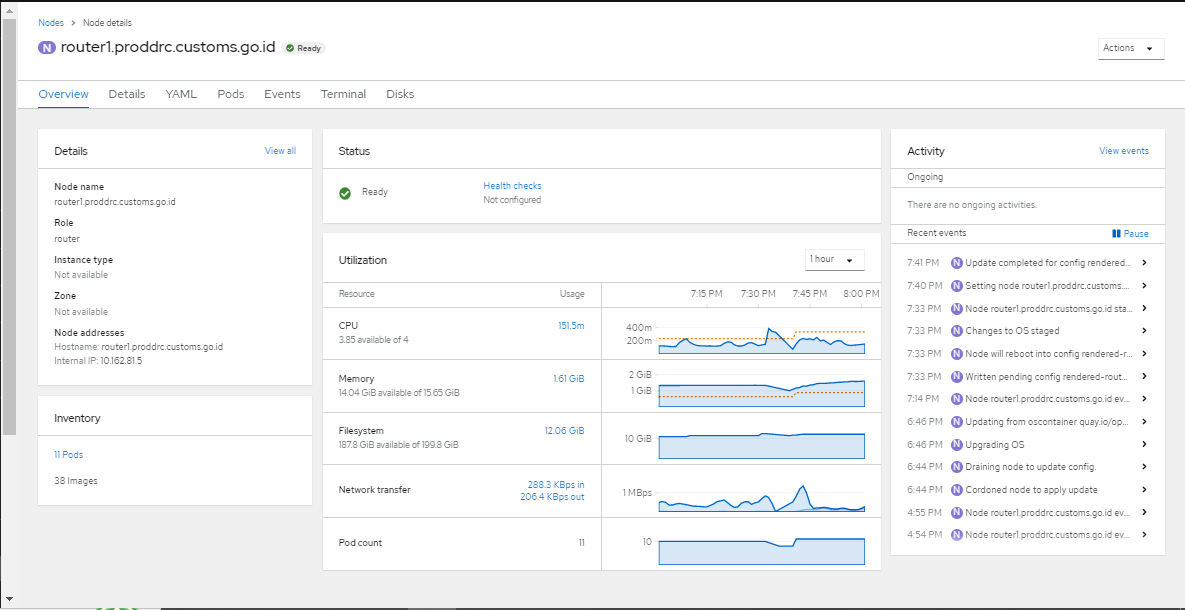 Nodes > Node details
N router1.proddrc.customs.go.id Ready
Actions
Overview Details YAML Pods Events Terminal Disks
Details View all
Node name
router1.proddrc.customs.go.id
Role
router
Instance type
Not available
Zone
Not available
Node addresses
Hostname: router1.proddrc.customs.go.id
Internal IP: 10.162.81.5
Inventory
11 Pods
38 Images
Status
Ready
Health checks
Not configured
Utilization
1 hour
Resource Usage 7:15 PM 7:30 PM 7:45 PM 8:00 PM
CPU 151.5m
3.85 available of 4
400m
200m
Memory 1.61 GiB
14.04 GiB available of 15.65 GiB
2 GiB
1 GiB
Filesystem 12.06 GiB
187.8 GiB available of 199.8 GiB
10 GiB
Network transfer
288.3 KBps in
206.4 KBps out
1 MBps
Pod count 11
10
Activity View events
Ongoing
There are no ongoing activities.
Recent events Pause
7:41 PM N Update completed for config rendered...
7:40 PM N Setting node router1.proddrc.customs....
7:33 PM N Node router1.proddrc.customs.go.id sta...
7:33 PM N Changes to OS staged
7:33 PM N Node will reboot into config rendered-r...
7:33 PM N Written pending config rendered-rout...
7:14 PM N Node router1.proddrc.customs.go.id ev...
6:46 PM N Updating from oscontainer quay.io/op...
6:46 PM N Upgrading OS
6:44 PM N Draining node to update config.
6:44 PM N Cordoned node to apply update
4:55 PM N Node router1.proddrc.customs.go.id ev...
4:54 PM N Node router1.proddrc.customs.go.id ev...